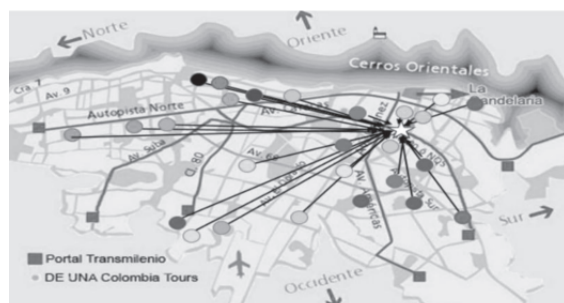 Norte
Oriente
Cerros Orientales
Cra. 7
Av. 9
Autopista Norte
La
Candelaria
Av. Suba
CL 80
Av. 68
Av. Américas
Sur
Portal Transmilenio
DE UNA Colombia Tours
Occidente